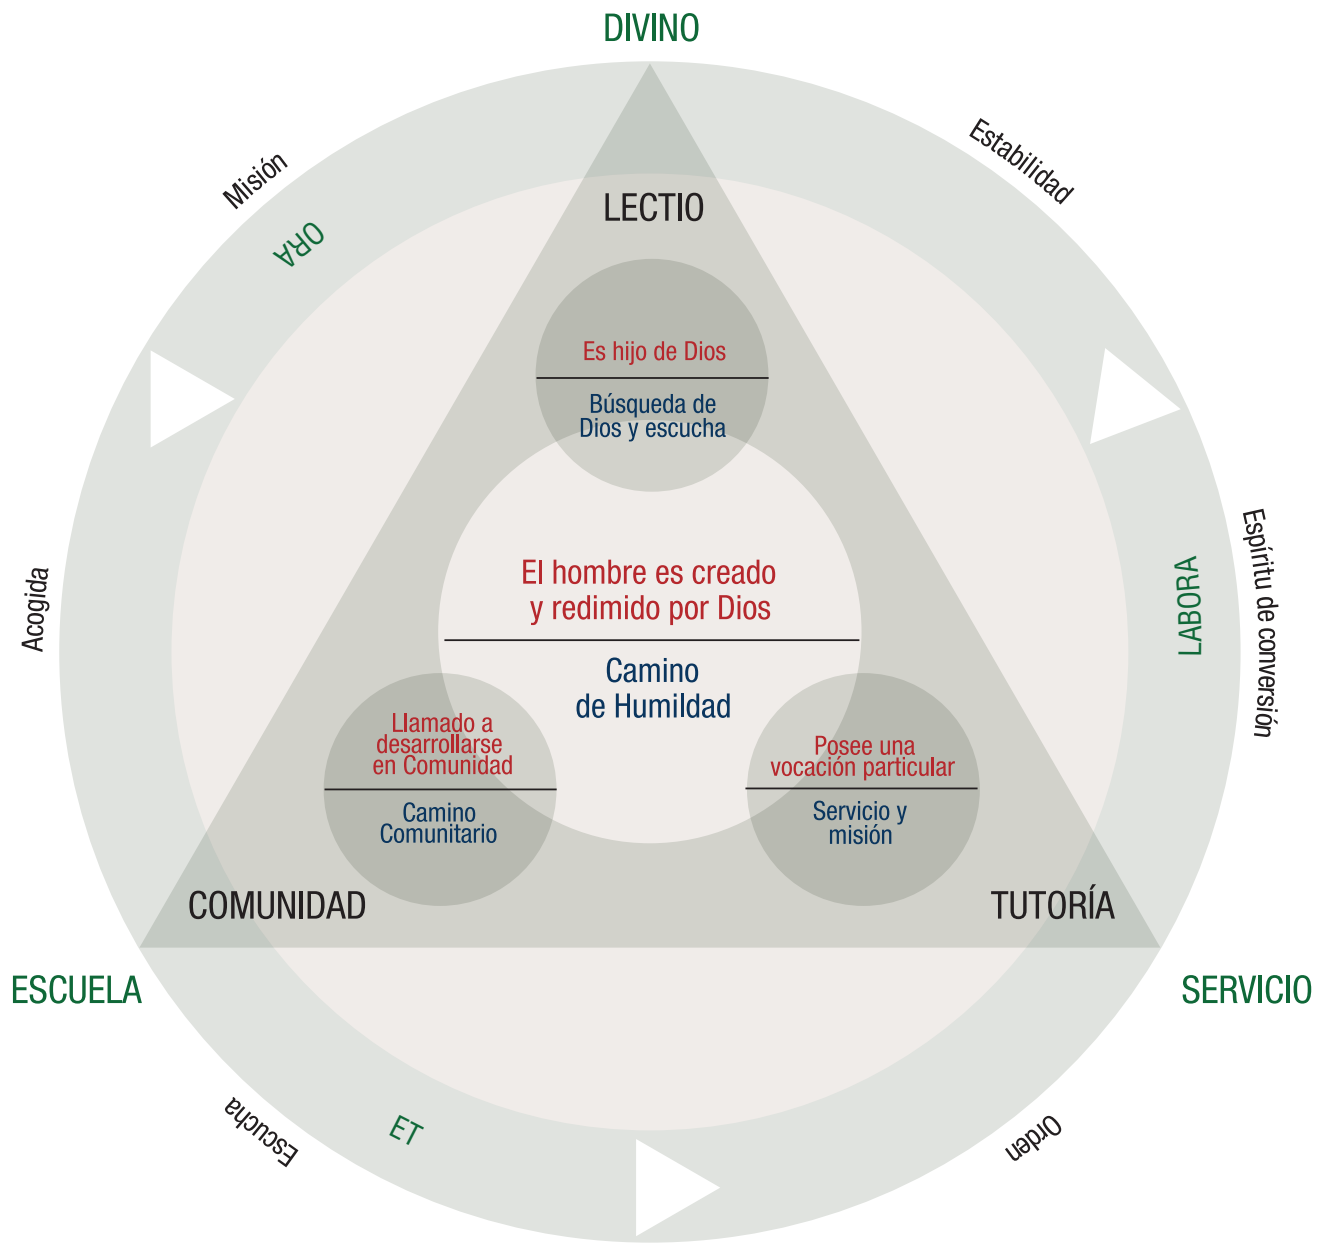 DIVINO
Misión
Estabilidad
ORA
LECTIO
Es hijo de Dios
Búsqueda de
Dios y escucha
El hombre es creado
y redimido por Dios
Camino
de Humildad
Acogida
LABORA
Espíritu de conversión
Llamado a
desarrollarse
en Comunidad
Camino
Comunitario
Posee una
vocación particular
Servicio y
misión
COMUNIDAD
TUTORÍA
ESCUELA
SERVICIO
Escucha
ET
Orden